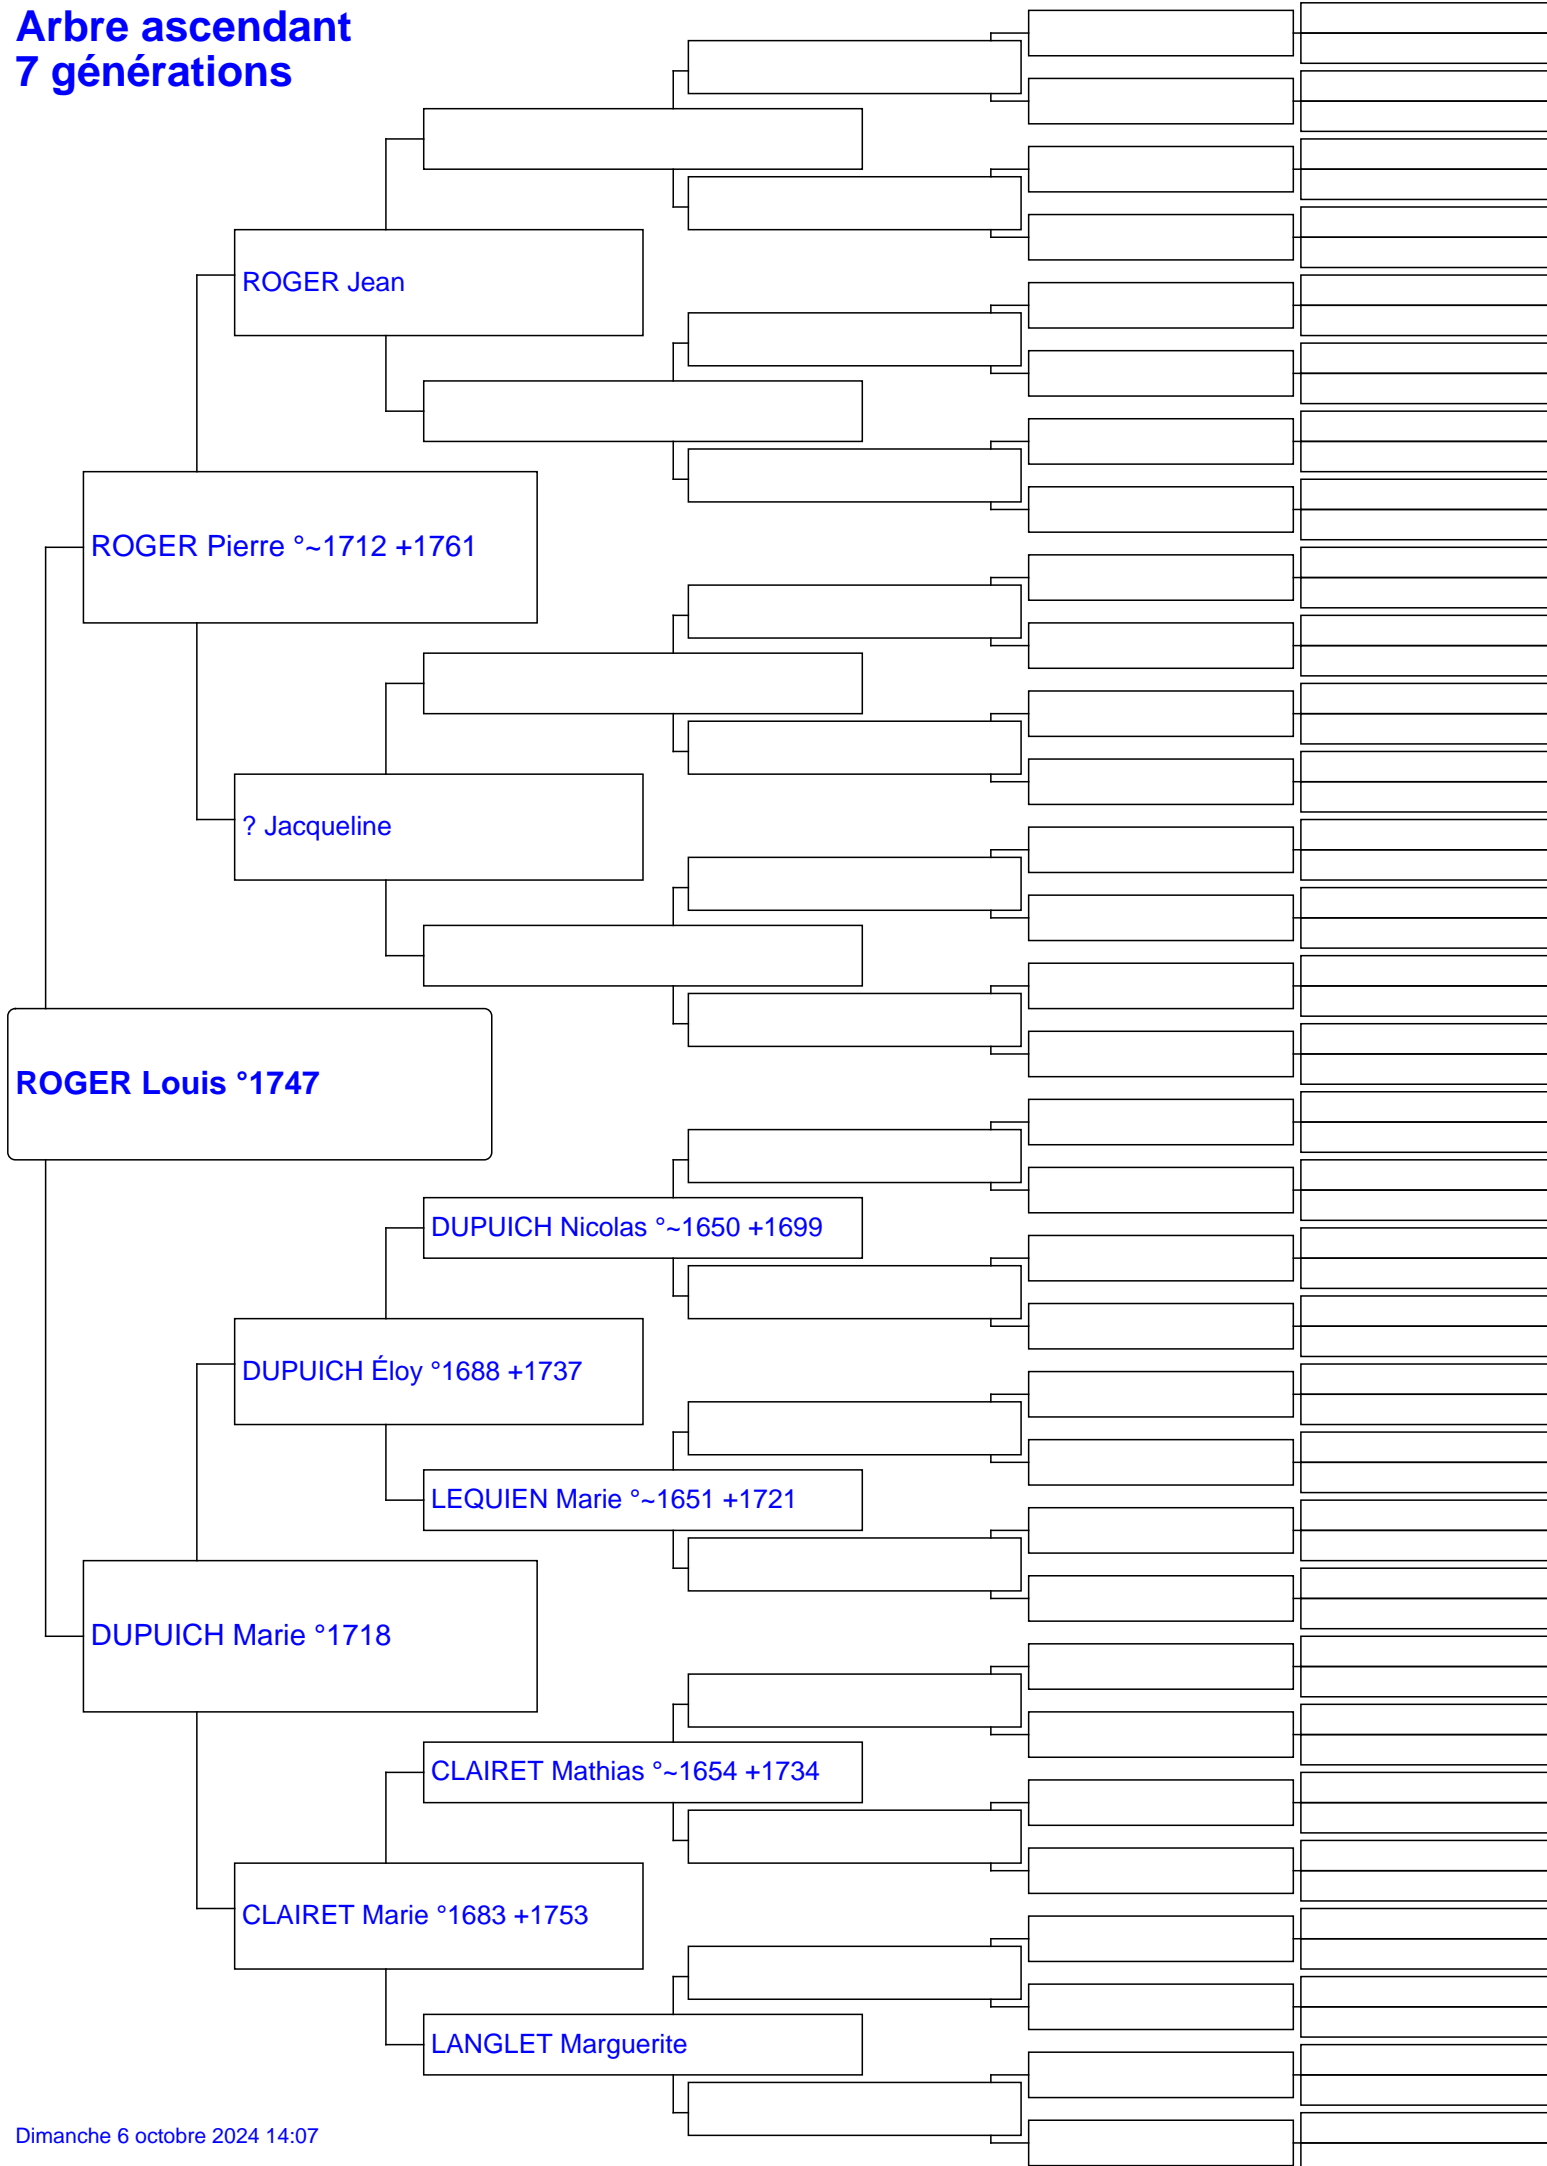 Arbre ascendant
7 générations
ROGER Jean
ROGER Pierre °~1712 +1761
? Jacqueline
ROGER Louis °1747
DUPUICH Nicolas °~1650 +1699
DUPUICH Éloy °1688 +1737
LEQUIEN Marie °~1651 +1721
DUPUICH Marie °1718
CLAIRET Mathias °~1654 +1734
CLAIRET Marie °1683 +1753
LANGLET Marguerite
Dimanche 6 octobre 2024 14:07